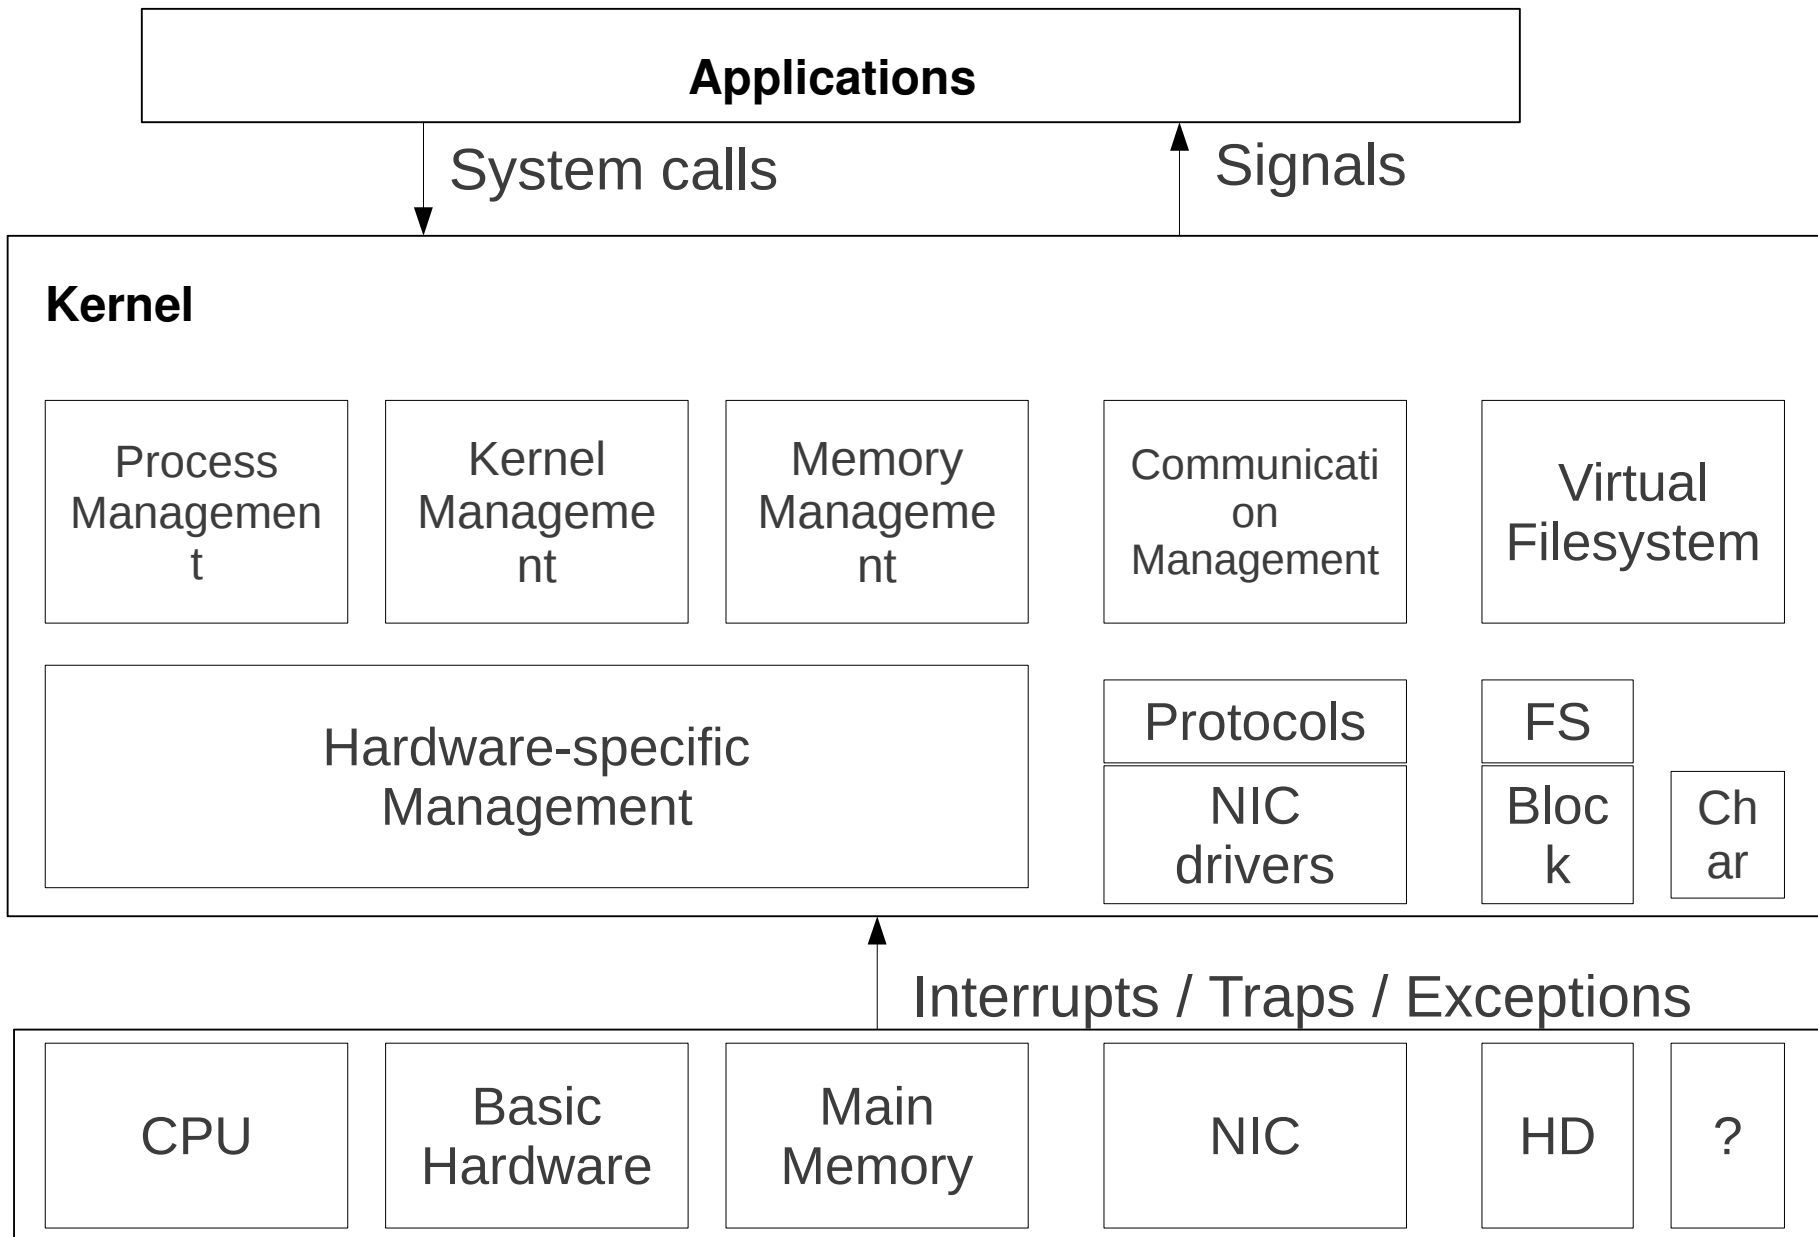 Applications
System calls
Signals
Kernel
Process
Managemen
t
Kernel
Manageme
nt
Memory
Manageme
nt
Communicati
on
Management
Virtual
Filesystem
Hardware-specific
Management
Protocols
NIC
drivers
FS
Bloc
k
Ch
ar
Interrupts / Traps / Exceptions
CPU
Basic
Hardware
Main
Memory
NIC
HD
?